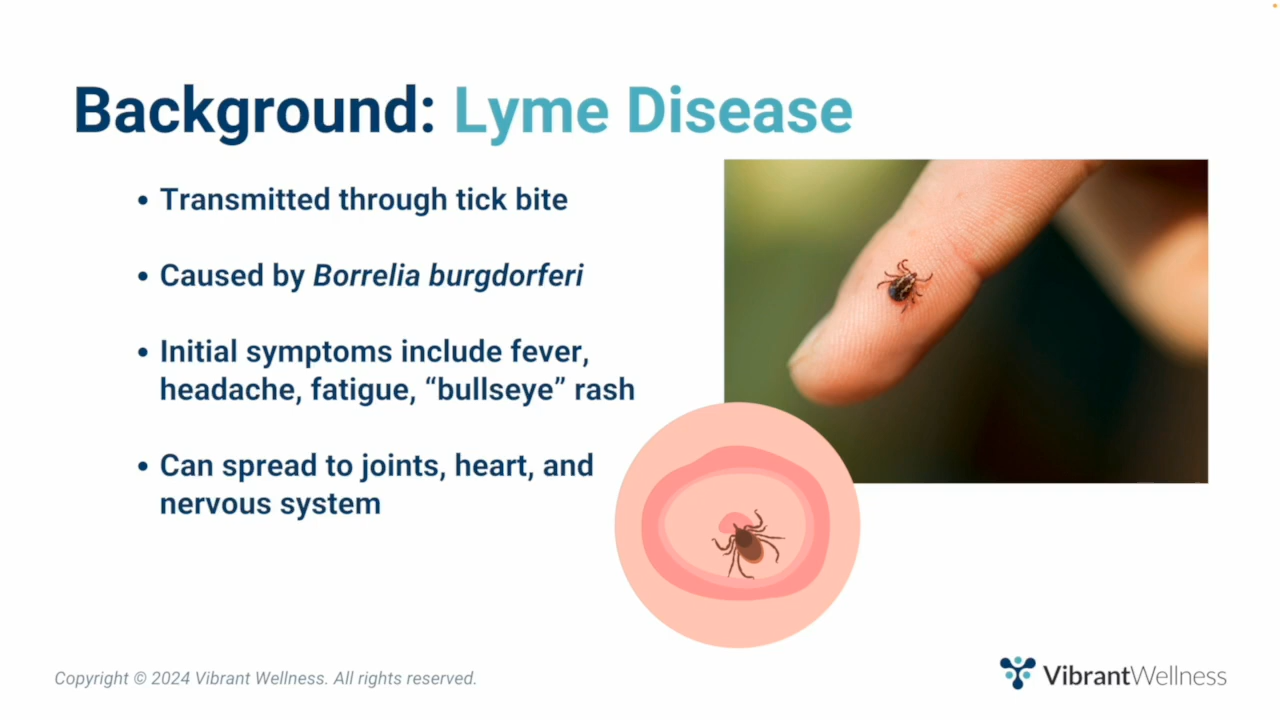 Background: Lyme Disease
• Transmitted through tick bite
• Caused by Borrelia burgdorferi
• Initial symptoms include fever,
headache, fatigue, “bullseye” rash
• Can spread to joints, heart, and
nervous system
Copyright © 2024 Vibrant Wellness. All rights reserved.
VibrantWellness